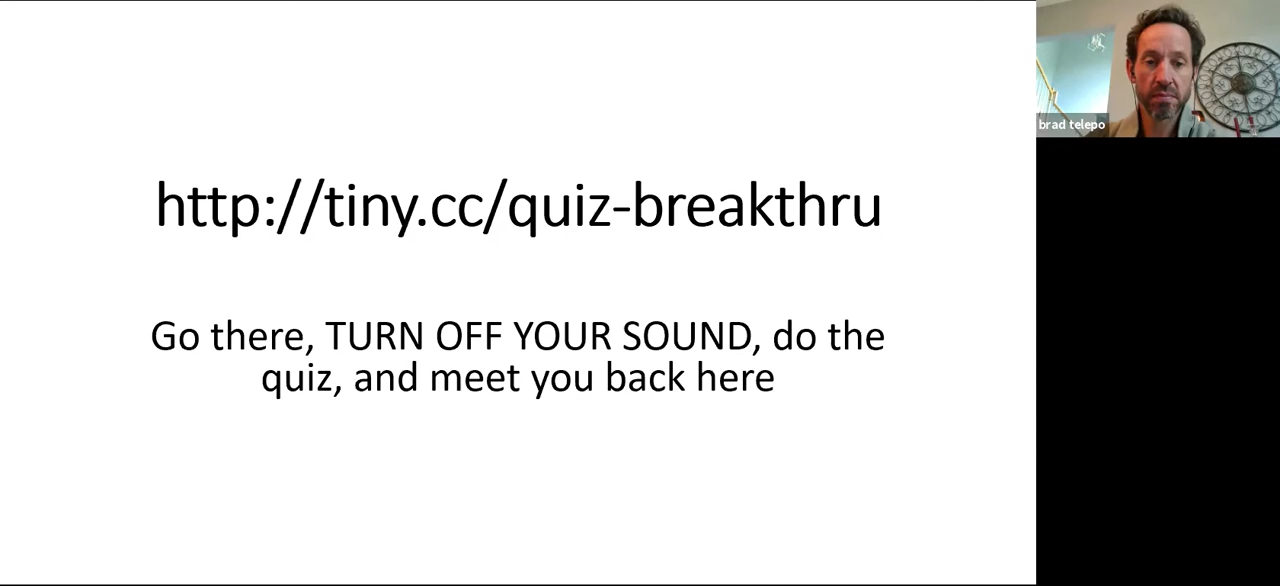 http://tiny.cc/quiz-breakthru
Go there, TURN OFF YOUR SOUND, do the
quiz, and meet you back here
brad telepo